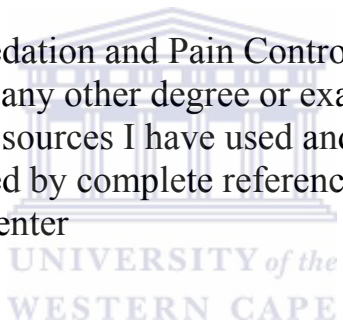 edation and Pain Contro
any other degree or exa
sources I have used and
ed by complete referenc
enter
UNIVERSITY of the
WESTERN CAPE